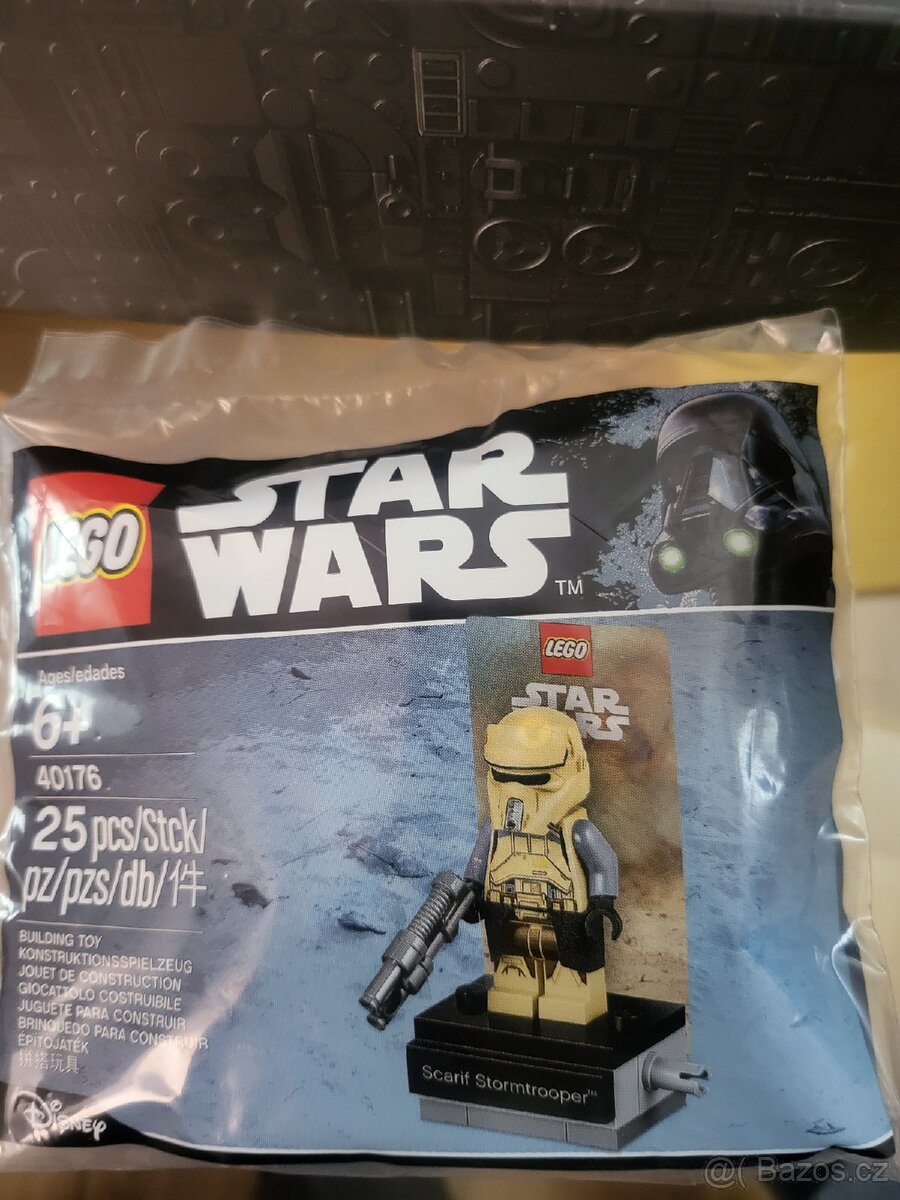 LEGO
STAR
WARS
TM
Ages/edades
6+
40176
25 pcs/Stck/
pz/pzs/db/件
BUILDING TOY
KONSTRUKTIONSSPIELZEUG
JOUET DE CONSTRUCTION
GIOCATTOLO COSTRUIBILE
JUGUETE PARA CONSTRUIR
BRINQUEDO PARA CONSTRUIR
ÉPÍTŐJÁTÉK
拼搭玩具
Disney
LEGO
STAR
Scarif Stormtrooper™
@( Bazos.cz